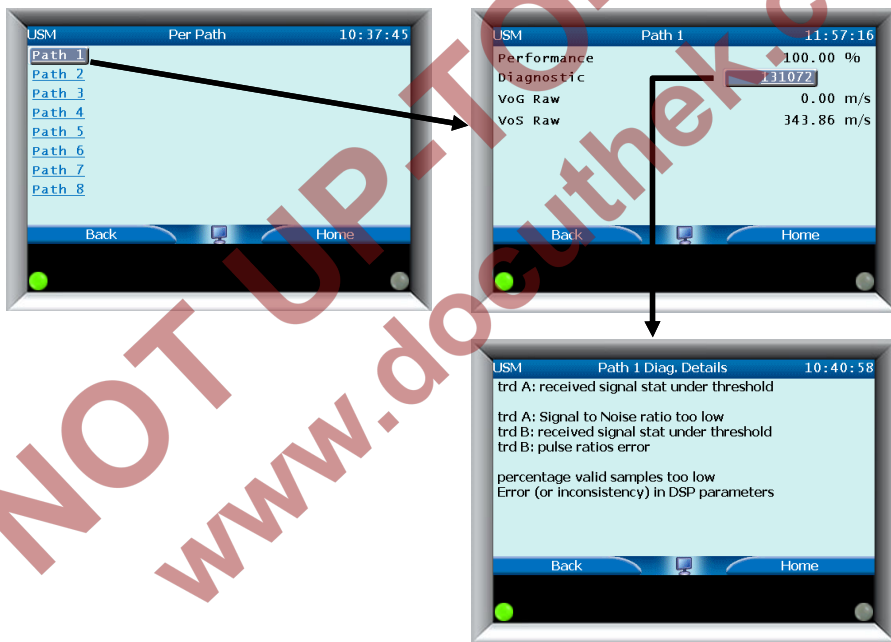 USM Per Path 10:37:45
Path 1
Path 2
Path 3
Path 4
Path 5
Path 6
Path 7
Path 8
Back Home
USM Path 1 11:57:16
Performance 100.00 %
Diagnostic 131072
VoG Raw 0.00 m/s
VoS Raw 343.86 m/s
Back Home
USM Path 1 Diag. Details 10:40:58
trd A: received signal stat under threshold
trd A: Signal to Noise ratio too low
trd B: received signal stat under threshold
trd B: pulse ratios error
percentage valid samples too low
Error (or inconsistency) in DSP parameters
Back Home
NOT UP-TO
www.docuthek.c